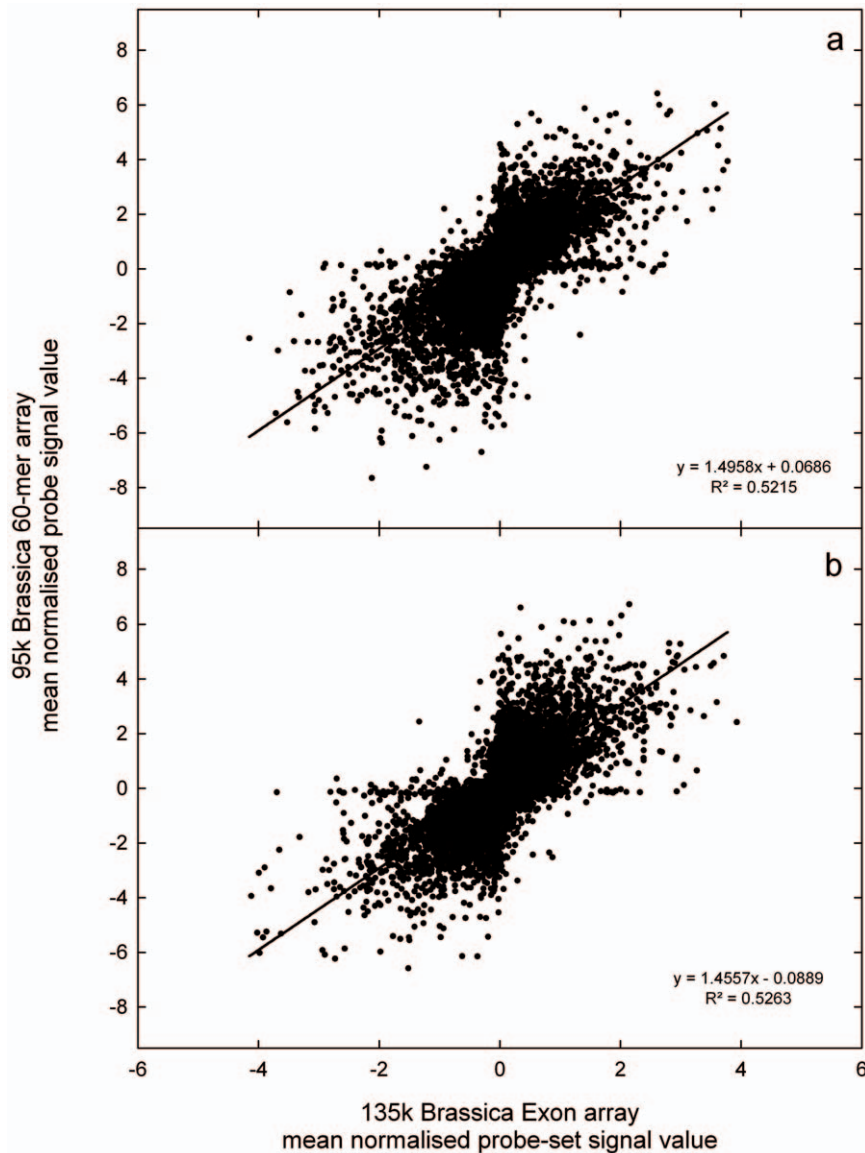 a
8
6
4
2
0
-2
-4
-6
-8
y = 1.4958x + 0.0686
R² = 0.5215
95k Brassica 60-mer array
mean normalised probe signal value
b
8
6
4
2
0
-2
-4
-6
-8
y = 1.4557x - 0.0889
R² = 0.5263
-6 -4 -2 0 2 4 6
135k Brassica Exon array
mean normalised probe-set signal value